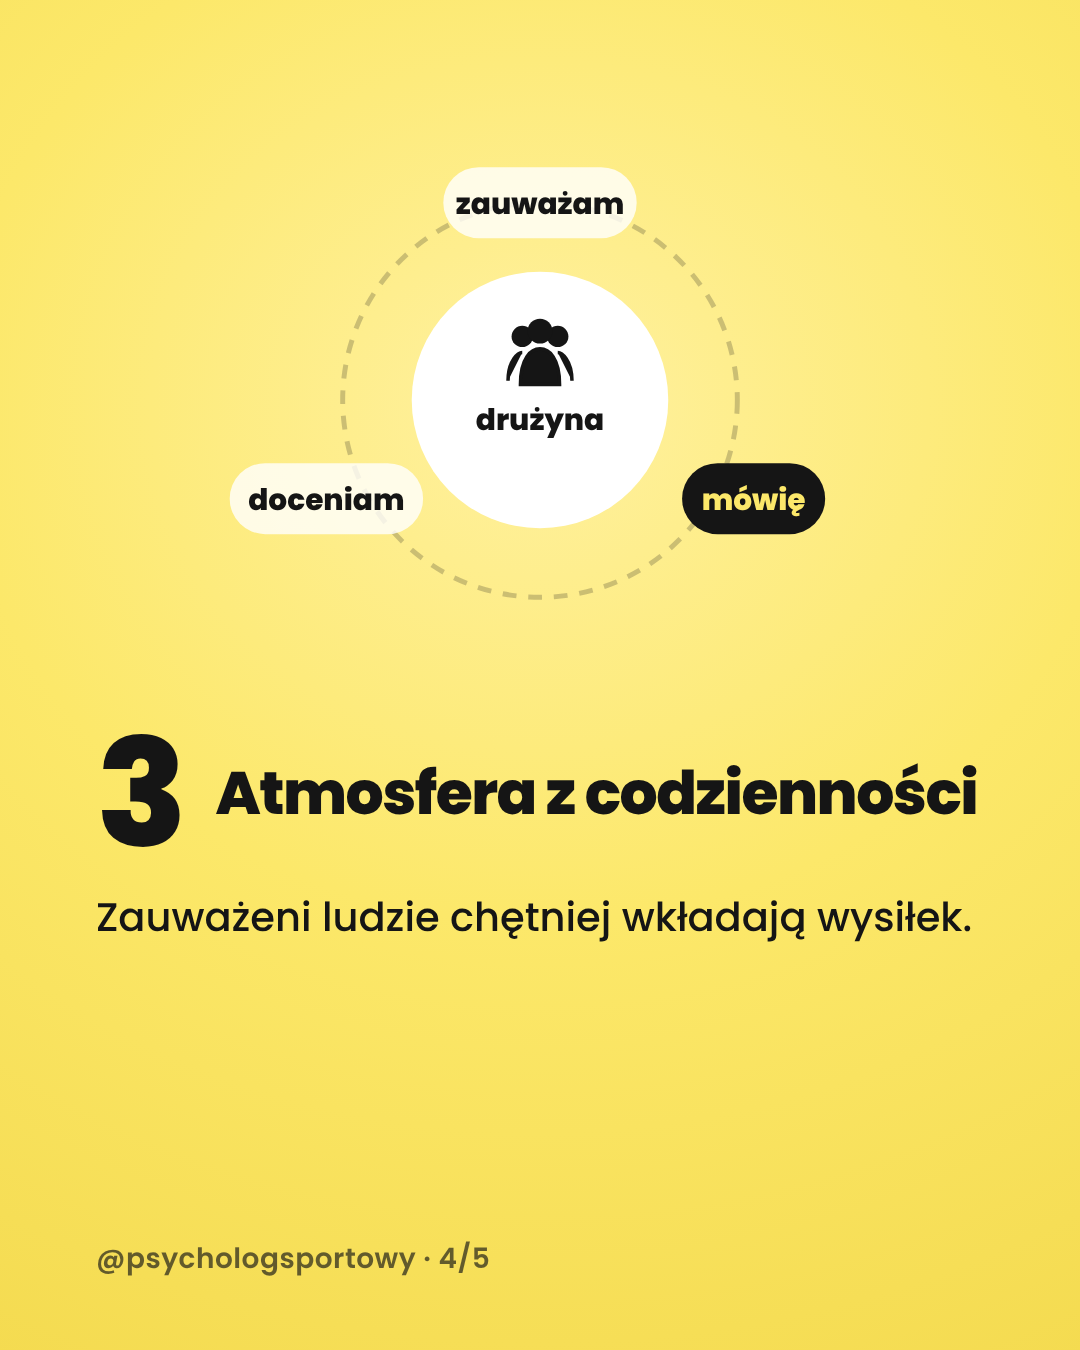 zauważam
drużyna
doceniam
mówię
3 Atmosfera z codzienności
Zauważeni ludzie chętniej wkładają wysiłek.
@psychologsportowy · 4/5